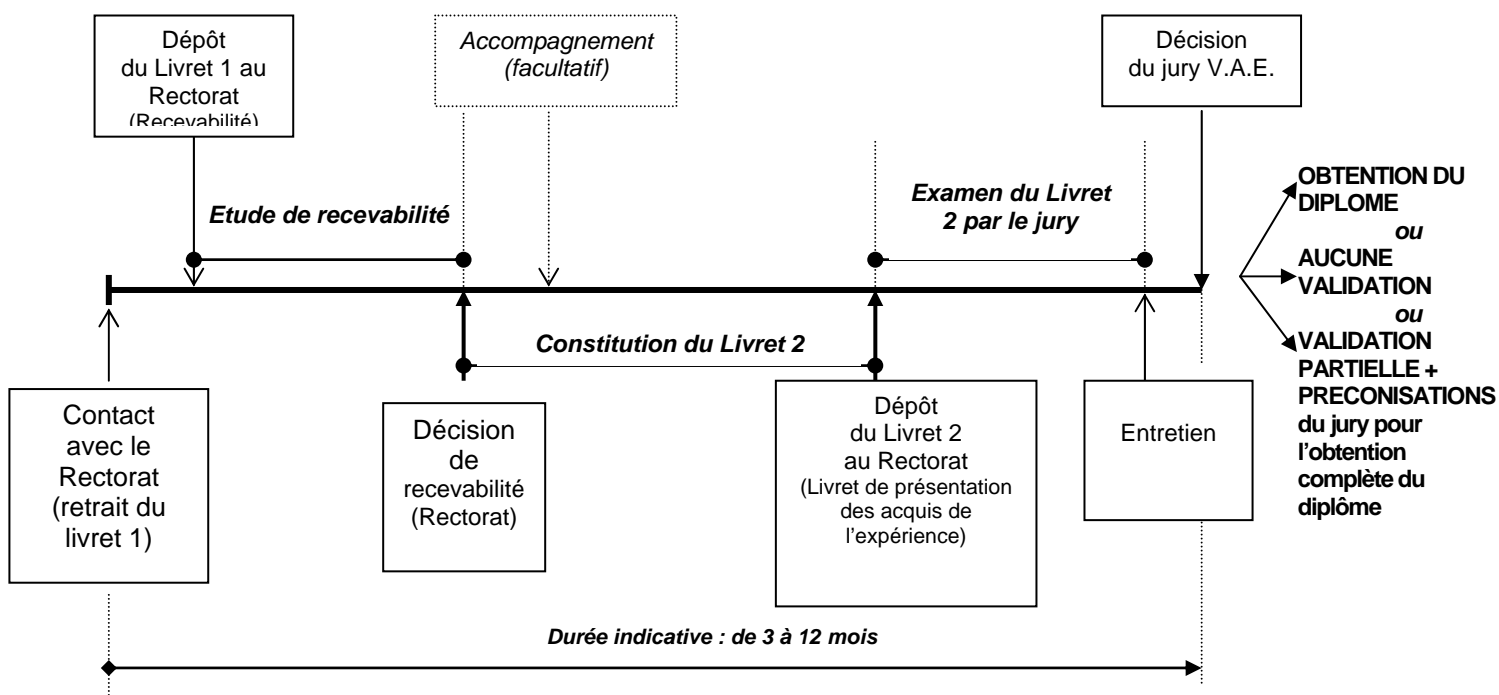 Dépôt
du Livret 1 au
Rectorat
(Recevabilité)
Accompagnement
(facultatif)
Décision
du jury V.A.E.
Etude de recevabilité
Examen du Livret
2 par le jury
OBTENTION DU
DIPLOME
ou
AUCUNE
VALIDATION
ou
VALIDATION
PARTIELLE +
PRECONISATIONS
du jury pour
l'obtention
complète du
diplôme
Constitution du Livret 2
Contact
avec le
Rectorat
(retrait du
livret 1)
Décision
de
recevabilité
(Rectorat)
Dépôt
du Livret 2
au Rectorat
(Livret de présentation
des acquis de
l'expérience)
Entretien
Durée indicative : de 3 à 12 mois